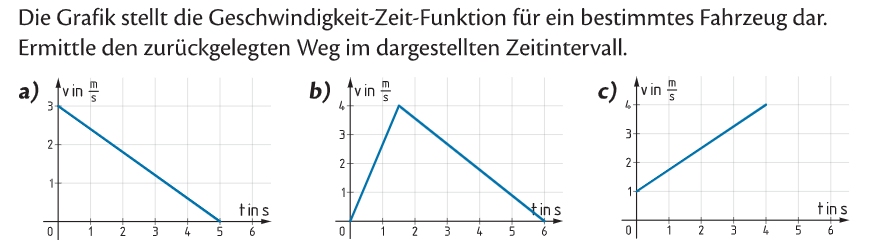 Die Grafik stellt die Geschwindigkeit-Zeit-Funktion für ein bestimmtes Fahrzeug dar.
Ermittle den zurückgelegten Weg im dargestellten Zeitintervall.
a) v in m/s
3
2
1
t in s
0 1 2 3 4 5 6
b) v in m/s
4
3
2
1
t in s
0 1 2 3 4 5 6
c) v in m/s
4
3
2
1
t in s
0 1 2 3 4 5 6